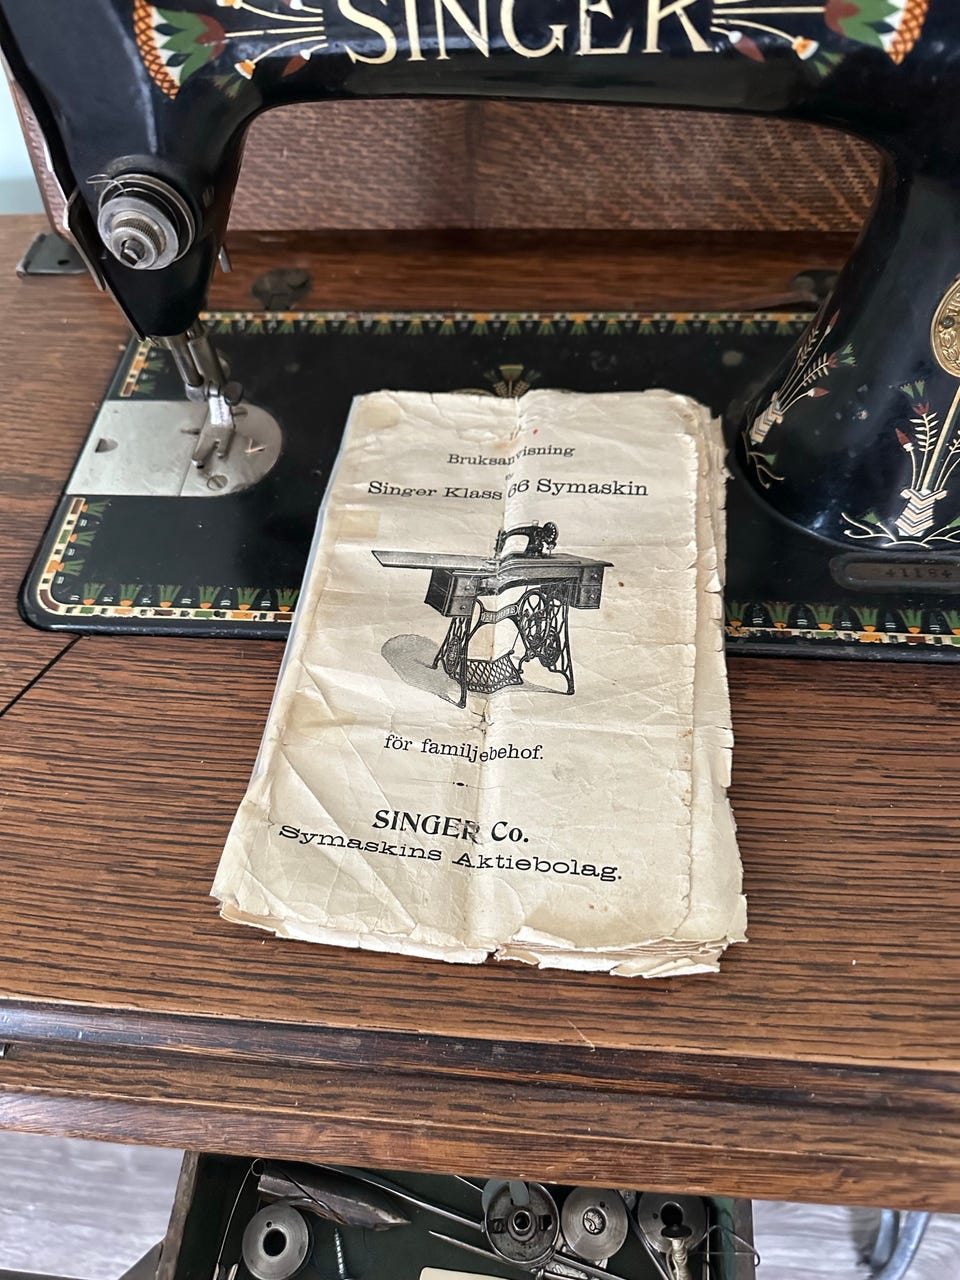 SINGER
Bruksanvisning
Singer Klass 66 Symaskin
för familjebehof.
SINGER Co.
Symaskins Aktiebolag.